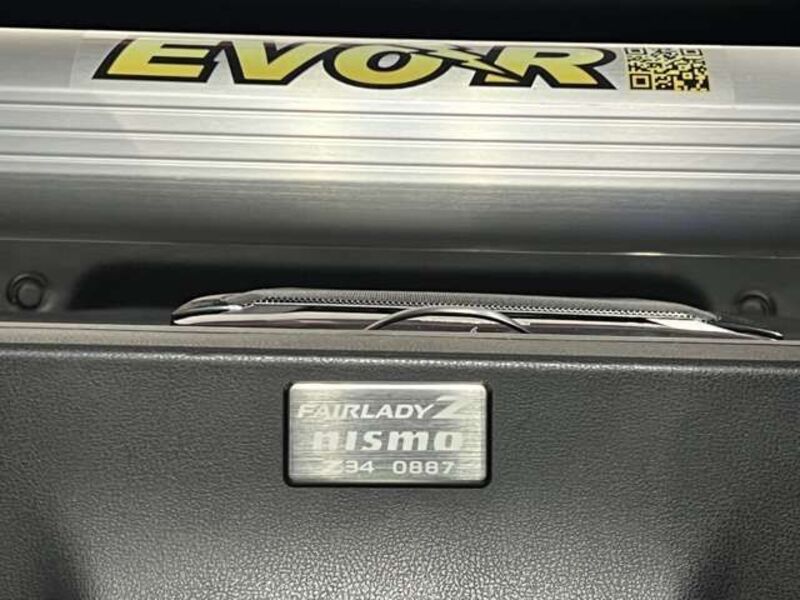 EVO-R
FAIRLADY Z
nismo
Z34 0887